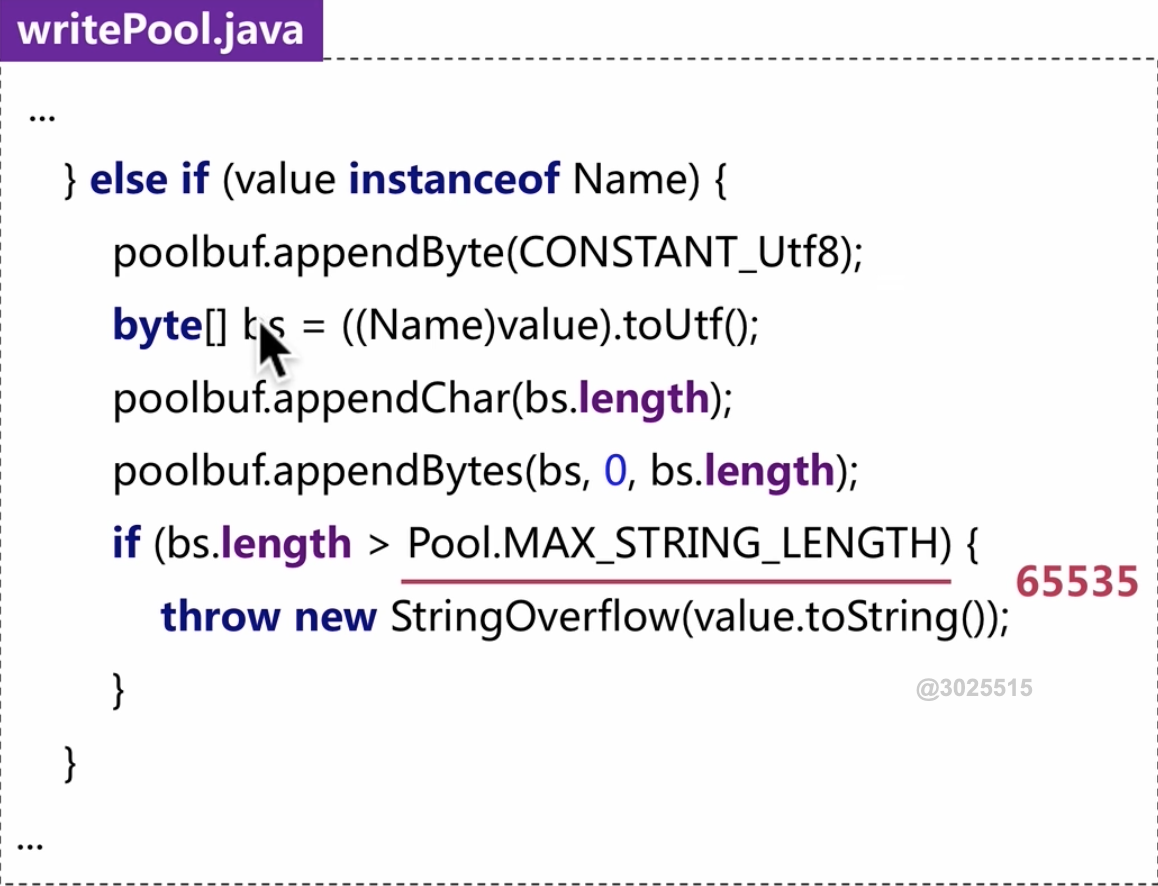 writePool.java
...
} else if (value instanceof Name) {
poolbuf.appendByte(CONSTANT_Utf8);
byte[] bs = ((Name)value).toUtf();
poolbuf.appendChar(bs.length);
poolbuf.appendBytes(bs, 0, bs.length);
if (bs.length > Pool.MAX_STRING_LENGTH) {
65535
throw new StringOverflow(value.toString());
}
@3025515
}
...